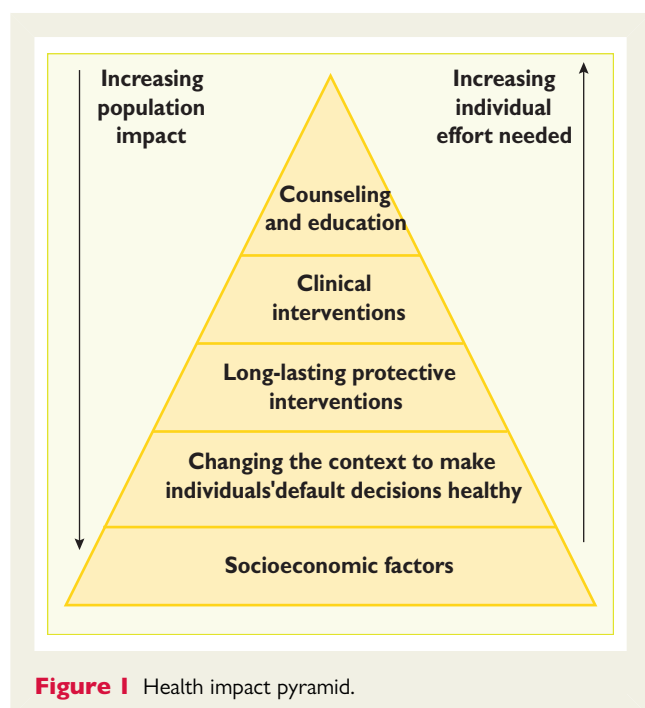 Increasing
population
impact
Increasing
individual
effort needed
Counseling
and education
Clinical
interventions
Long-lasting protective
interventions
Changing the context to make
individuals'default decisions healthy
Socioeconomic factors
Figure 1 Health impact pyramid.